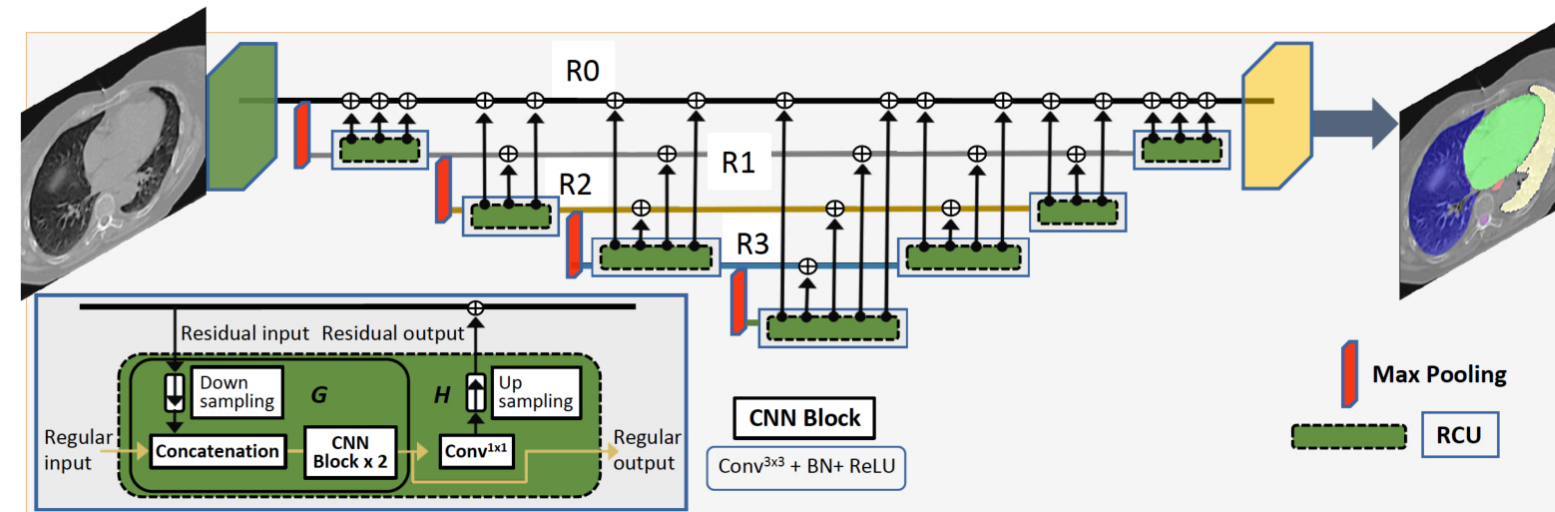 R0
R1
R2
R3
Residual input
Residual output
Down
sampling
G
H
Up
sampling
Regular
input
Concatenation
CNN
Block x 2
Conv1x1
Regular
output
CNN Block
Conv3x3 + BN+ ReLU
Max Pooling
RCU